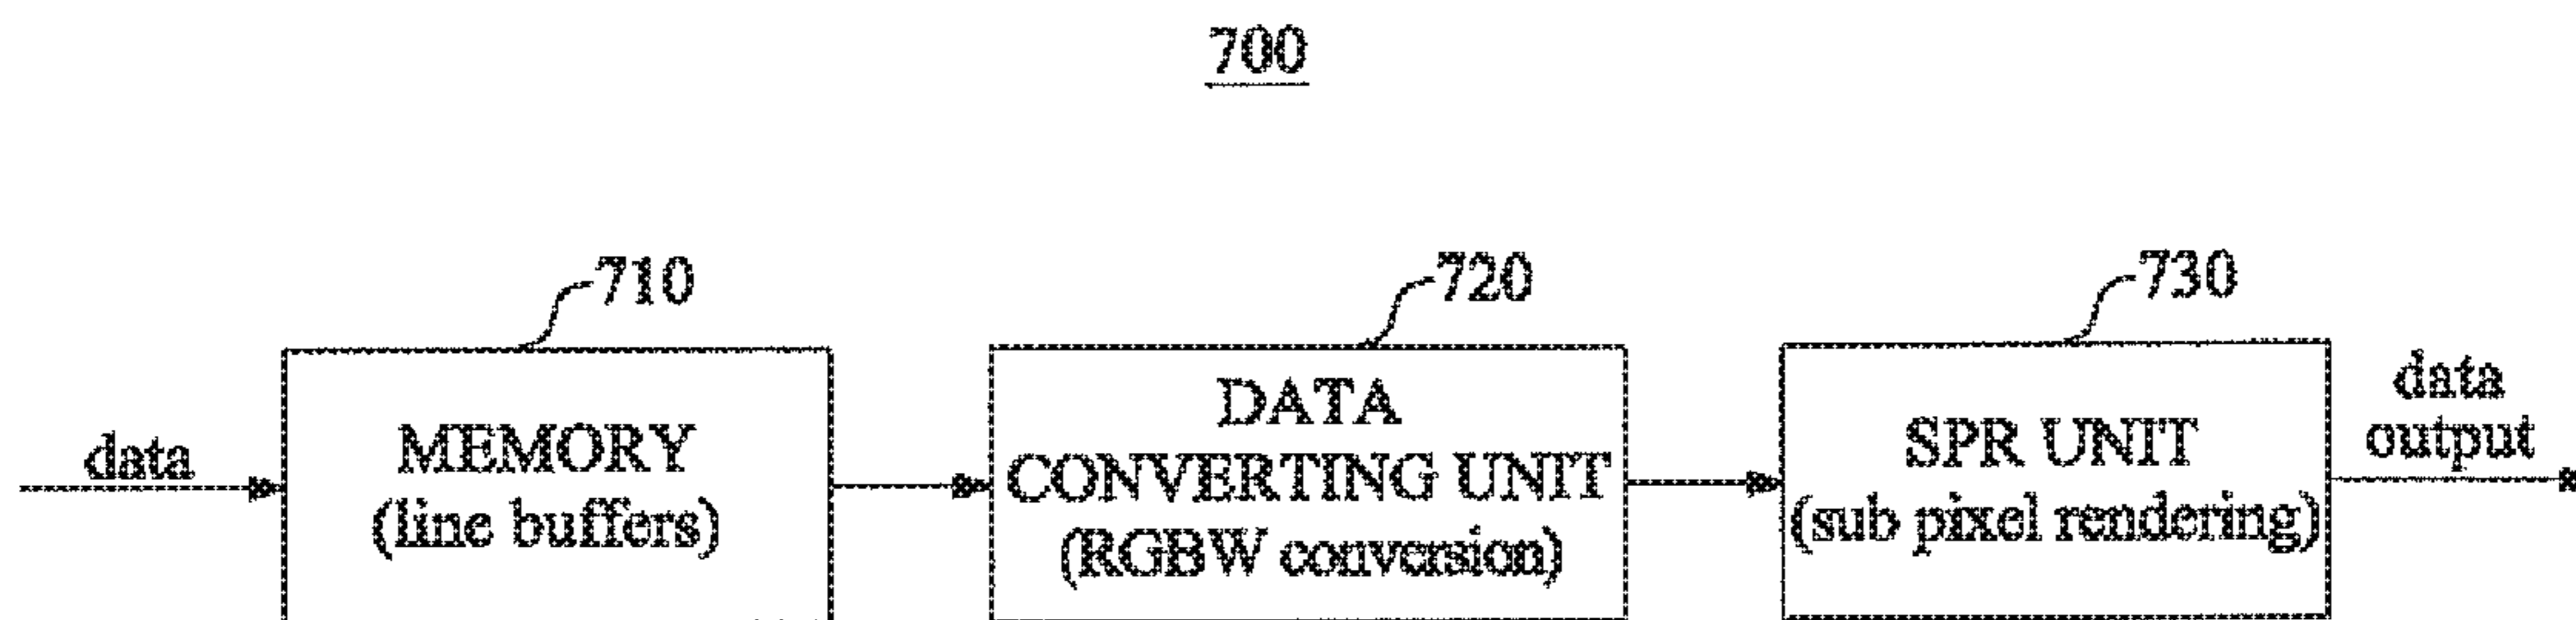 700
710
720
730
data
MEMORY
(line buffers)
DATA
CONVERTING UNIT
(RGBW conversion)
SPR UNIT
(sub pixel rendering)
data
output